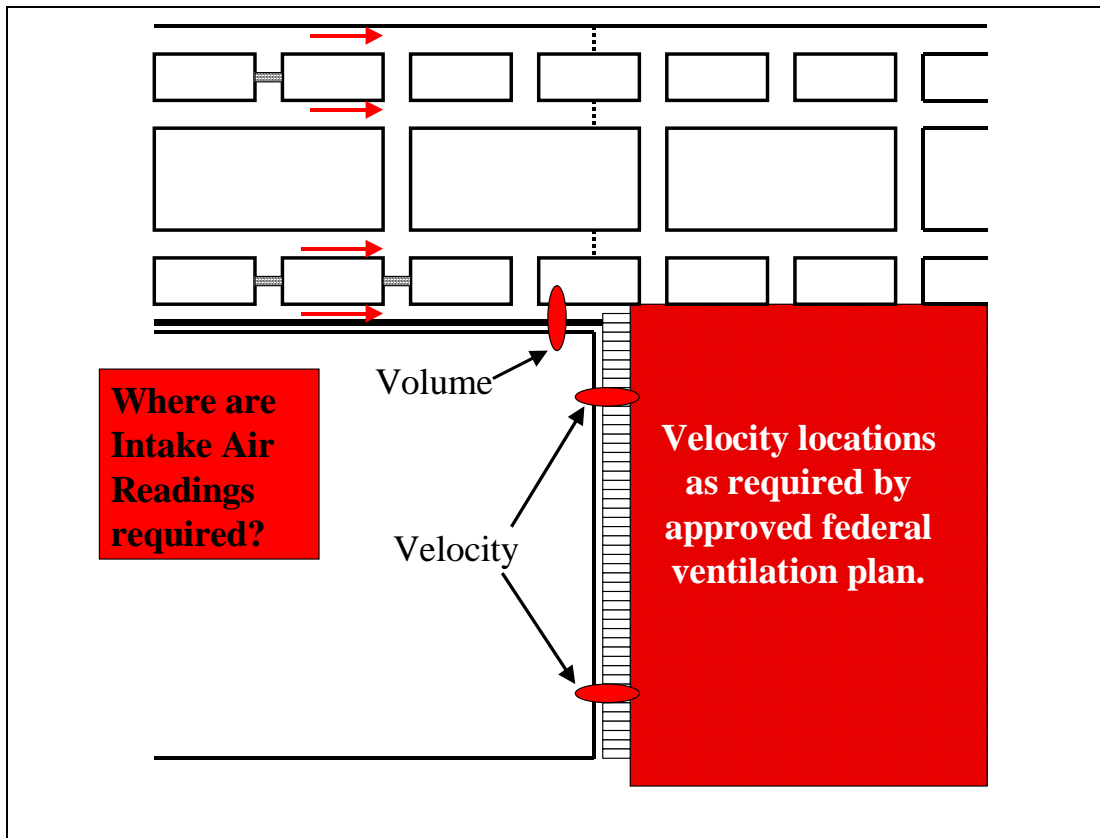 Volume
Where are
Intake Air
Readings
required?
Velocity
Velocity locations
as required by
approved federal
ventilation plan.